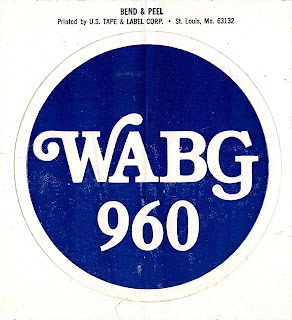 BEND & PEEL
Printed by U.S. TAPE & LABEL CORP. • St. Louis, Mo. 63132
WABG
960